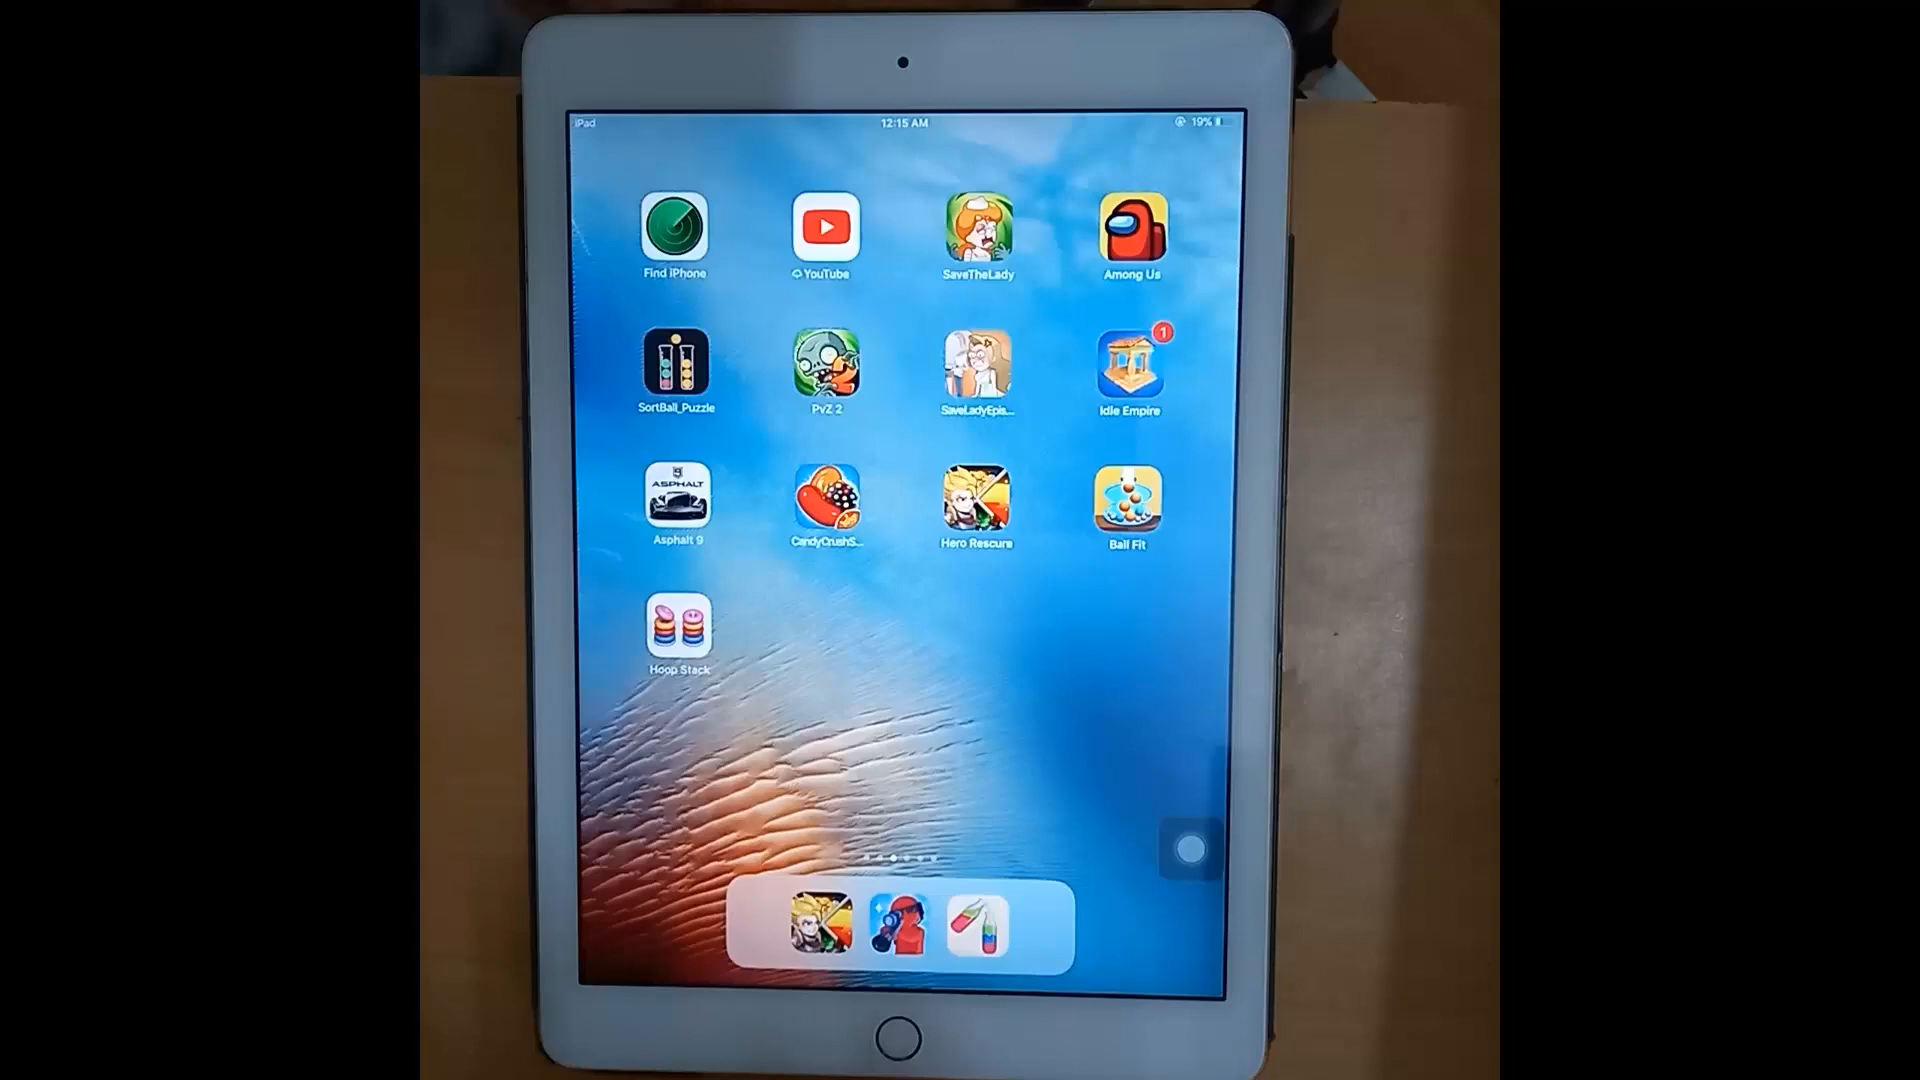 iPad 12:15 AM 19%
Find iPhone YouTube SaveTheLady Among Us
1
SortBall_Puzzle PvZ 2 SaveLadyEpis... Idle Empire
9
ASPHALT
Asphalt 9 CandyCrushS... Hero Rescure Ball Fit
Hoop Stack